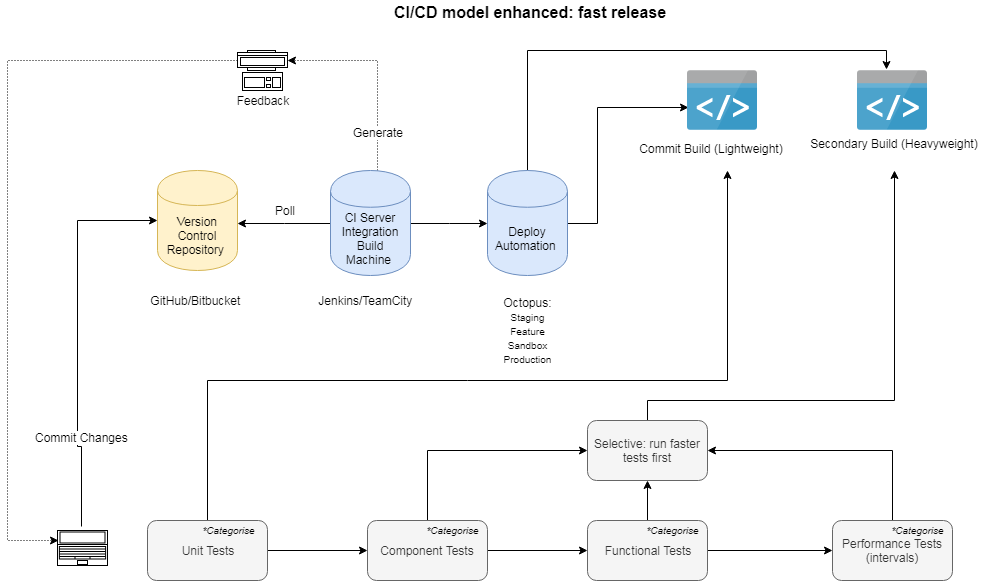 CI/CD model enhanced: fast release
Feedback
Generate
</>
</>
Commit Build (Lightweight)
Secondary Build (Heavyweight)
Version
Control
Repository
Poll
CI Server
Integration
Build
Machine
Deploy
Automation
GitHub/Bitbucket
Jenkins/TeamCity
Octopus:
Staging
Feature
Sandbox
Production
Commit Changes
Selective: run faster
tests first
*Categorise
Unit Tests
*Categorise
Component Tests
*Categorise
Functional Tests
*Categorise
Performance Tests
(intervals)